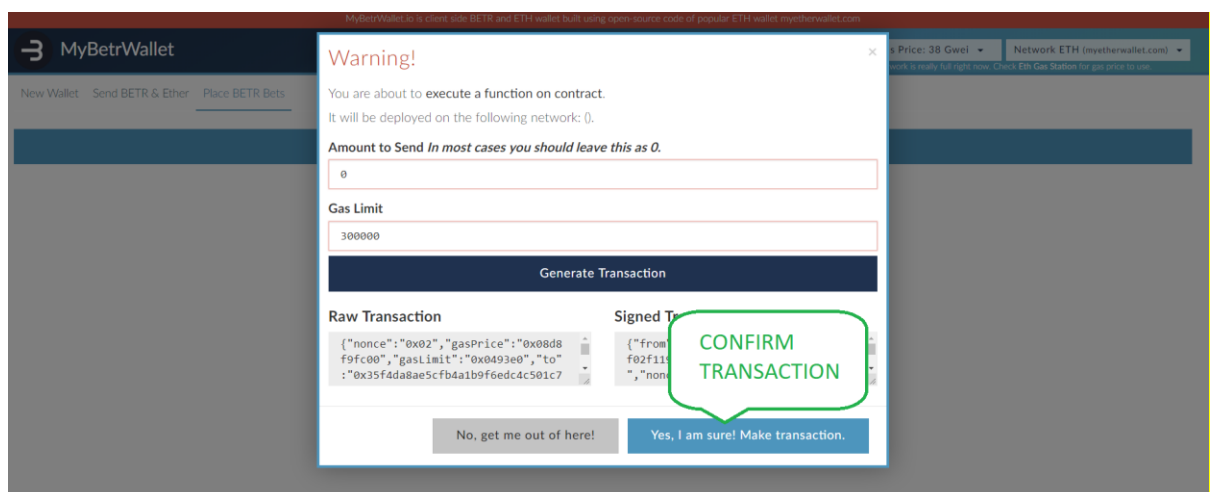 MyBetrWallet.io is client side BETR and ETH wallet built using open-source code of popular ETH wallet myetherwallet.com
MyBetrWallet
s Price: 38 Gwei
Network ETH (myetherwallet.com)
work is really full right now. Check Eth Gas Station for gas price to use.
New Wallet Send BETR & Ether Place BETR Bets
Warning!
×
You are about to execute a function on contract.
It will be deployed on the following network: ().
Amount to Send In most cases you should leave this as 0.
0
Gas Limit
300000
Generate Transaction
Raw Transaction
{"nonce":"0x02","gasPrice":"0x08d8
f9fc00","gasLimit":"0x0493e0","to"
:"0x35f4da8ae5cfb4a1b9f6edc4c501c7
Signed Tr
{"from"
f02f119
","non
CONFIRM
TRANSACTION
No, get me out of here!
Yes, I am sure! Make transaction.